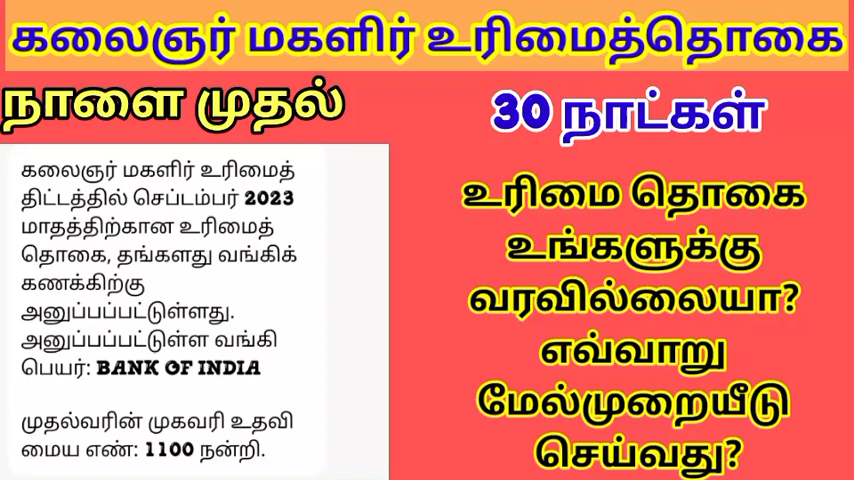 கலைஞர் மகளிர் உரிமைத்தொகை
நாளை முதல்
30 நாட்கள்
கலைஞர் மகளிர் உரிமைத்
திட்டத்தில் செப்டம்பர் 2023
மாதத்திற்கான உரிமைத்
தொகை, தங்களது வங்கிக்
கணக்கிற்கு
அனுப்பப்பட்டுள்ளது.
அனுப்பப்பட்டுள்ள வங்கி
பெயர்: BANK OF INDIA
முதல்வரின் முகவரி உதவி
மைய எண்: 1100 நன்றி.
உரிமை தொகை
உங்களுக்கு
வரவில்லையா?
எவ்வாறு
மேல்முறையீடு
செய்வது?